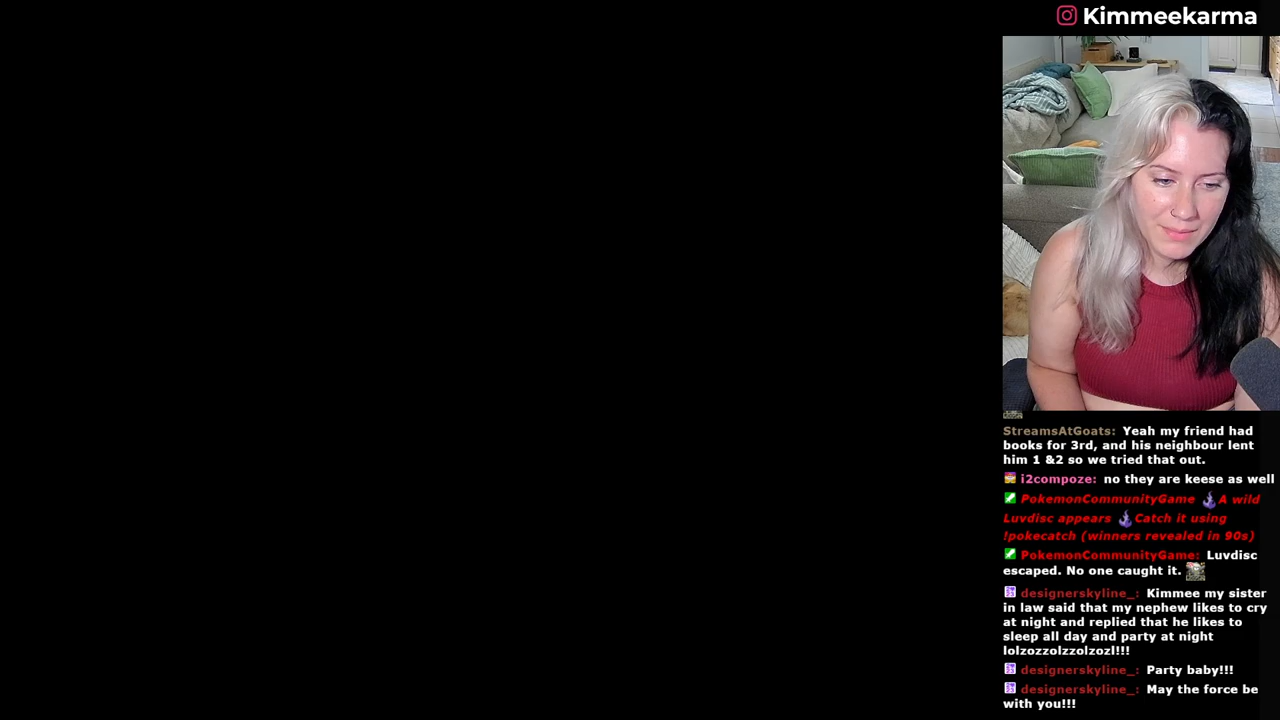 Kimmeekarma
StreamsAtGoats: Yeah my friend had
books for 3rd, and his neighbour lent
him 1 &2 so we tried that out.
i2compoze: no they are keese as well
PokemonCommunityGame A wild
Luvdisc appears Catch it using
!pokecatch (winners revealed in 90s)
PokemonCommunityGame: Luvdisc
escaped. No one caught it.
designerskyline_: Kimmee my sister
in law said that my nephew likes to cry
at night and replied that he likes to
sleep all day and party at night
lolzozzolzzolzozl!!!
designerskyline_: Party baby!!!
designerskyline_: May the force be
with you!!!